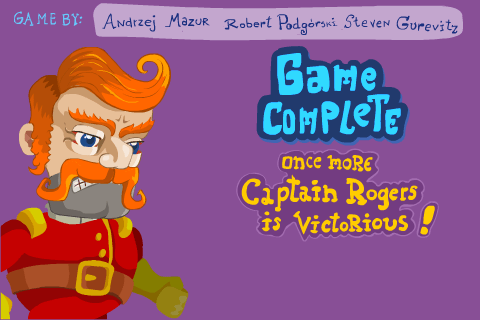 GAME BY: Andrzej Mazur Robert Podgórski Steven Gurevitz
Game
COMPLETE
ONCE MORE
Captain Rogers
is VictoRious!